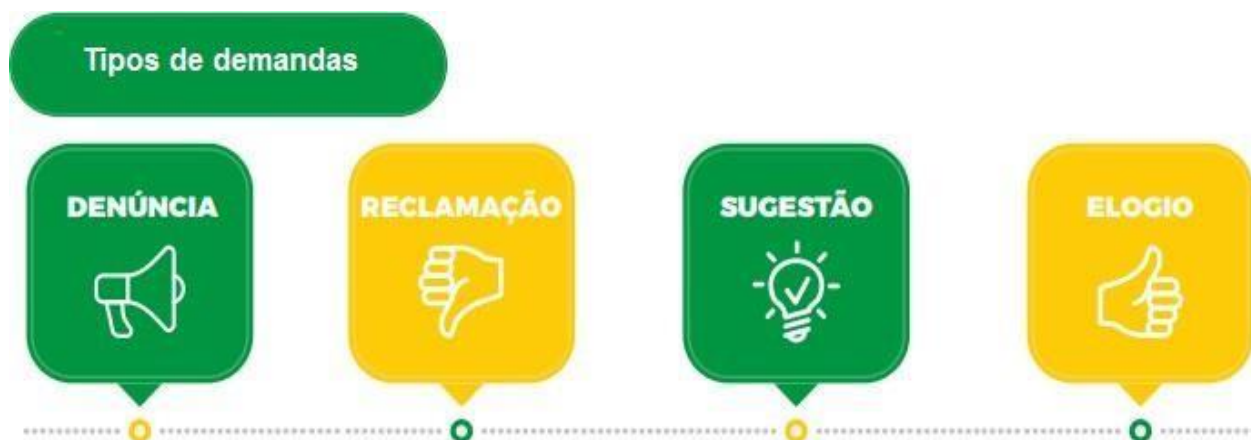 Tipos de demandas
DENÚNCIA
RECLAMAÇÃO
SUGESTÃO
ELOGIO